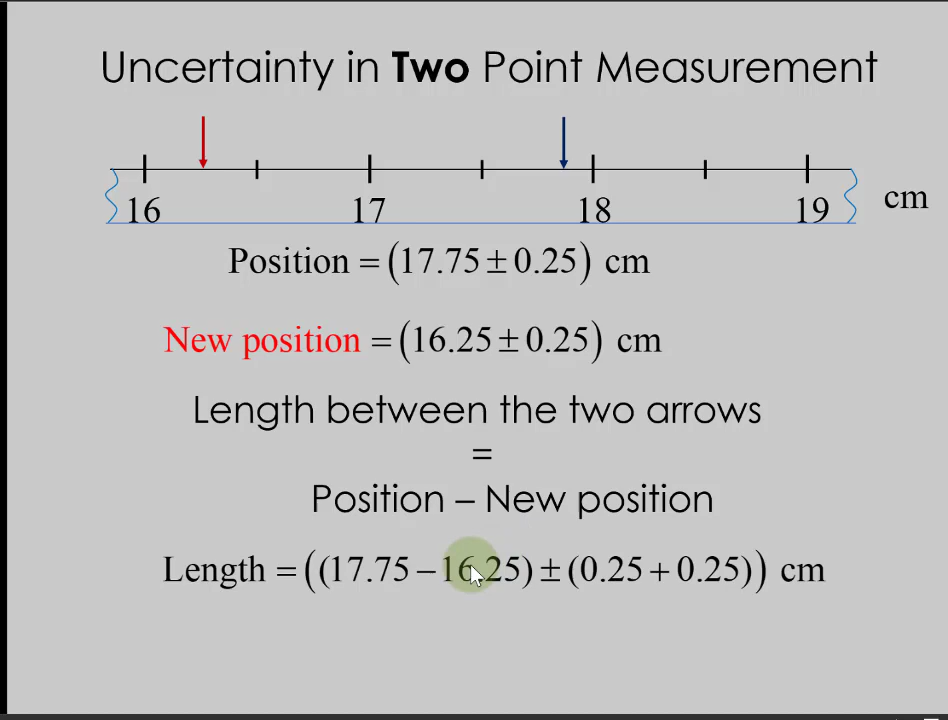 Uncertainty in Two Point Measurement
16 17 18 19 cm
Position = (17.75 ± 0.25) cm
New position = (16.25 ± 0.25) cm
Length between the two arrows
=
Position – New position
Length = ((17.75 − 16.25) ± (0.25 + 0.25)) cm